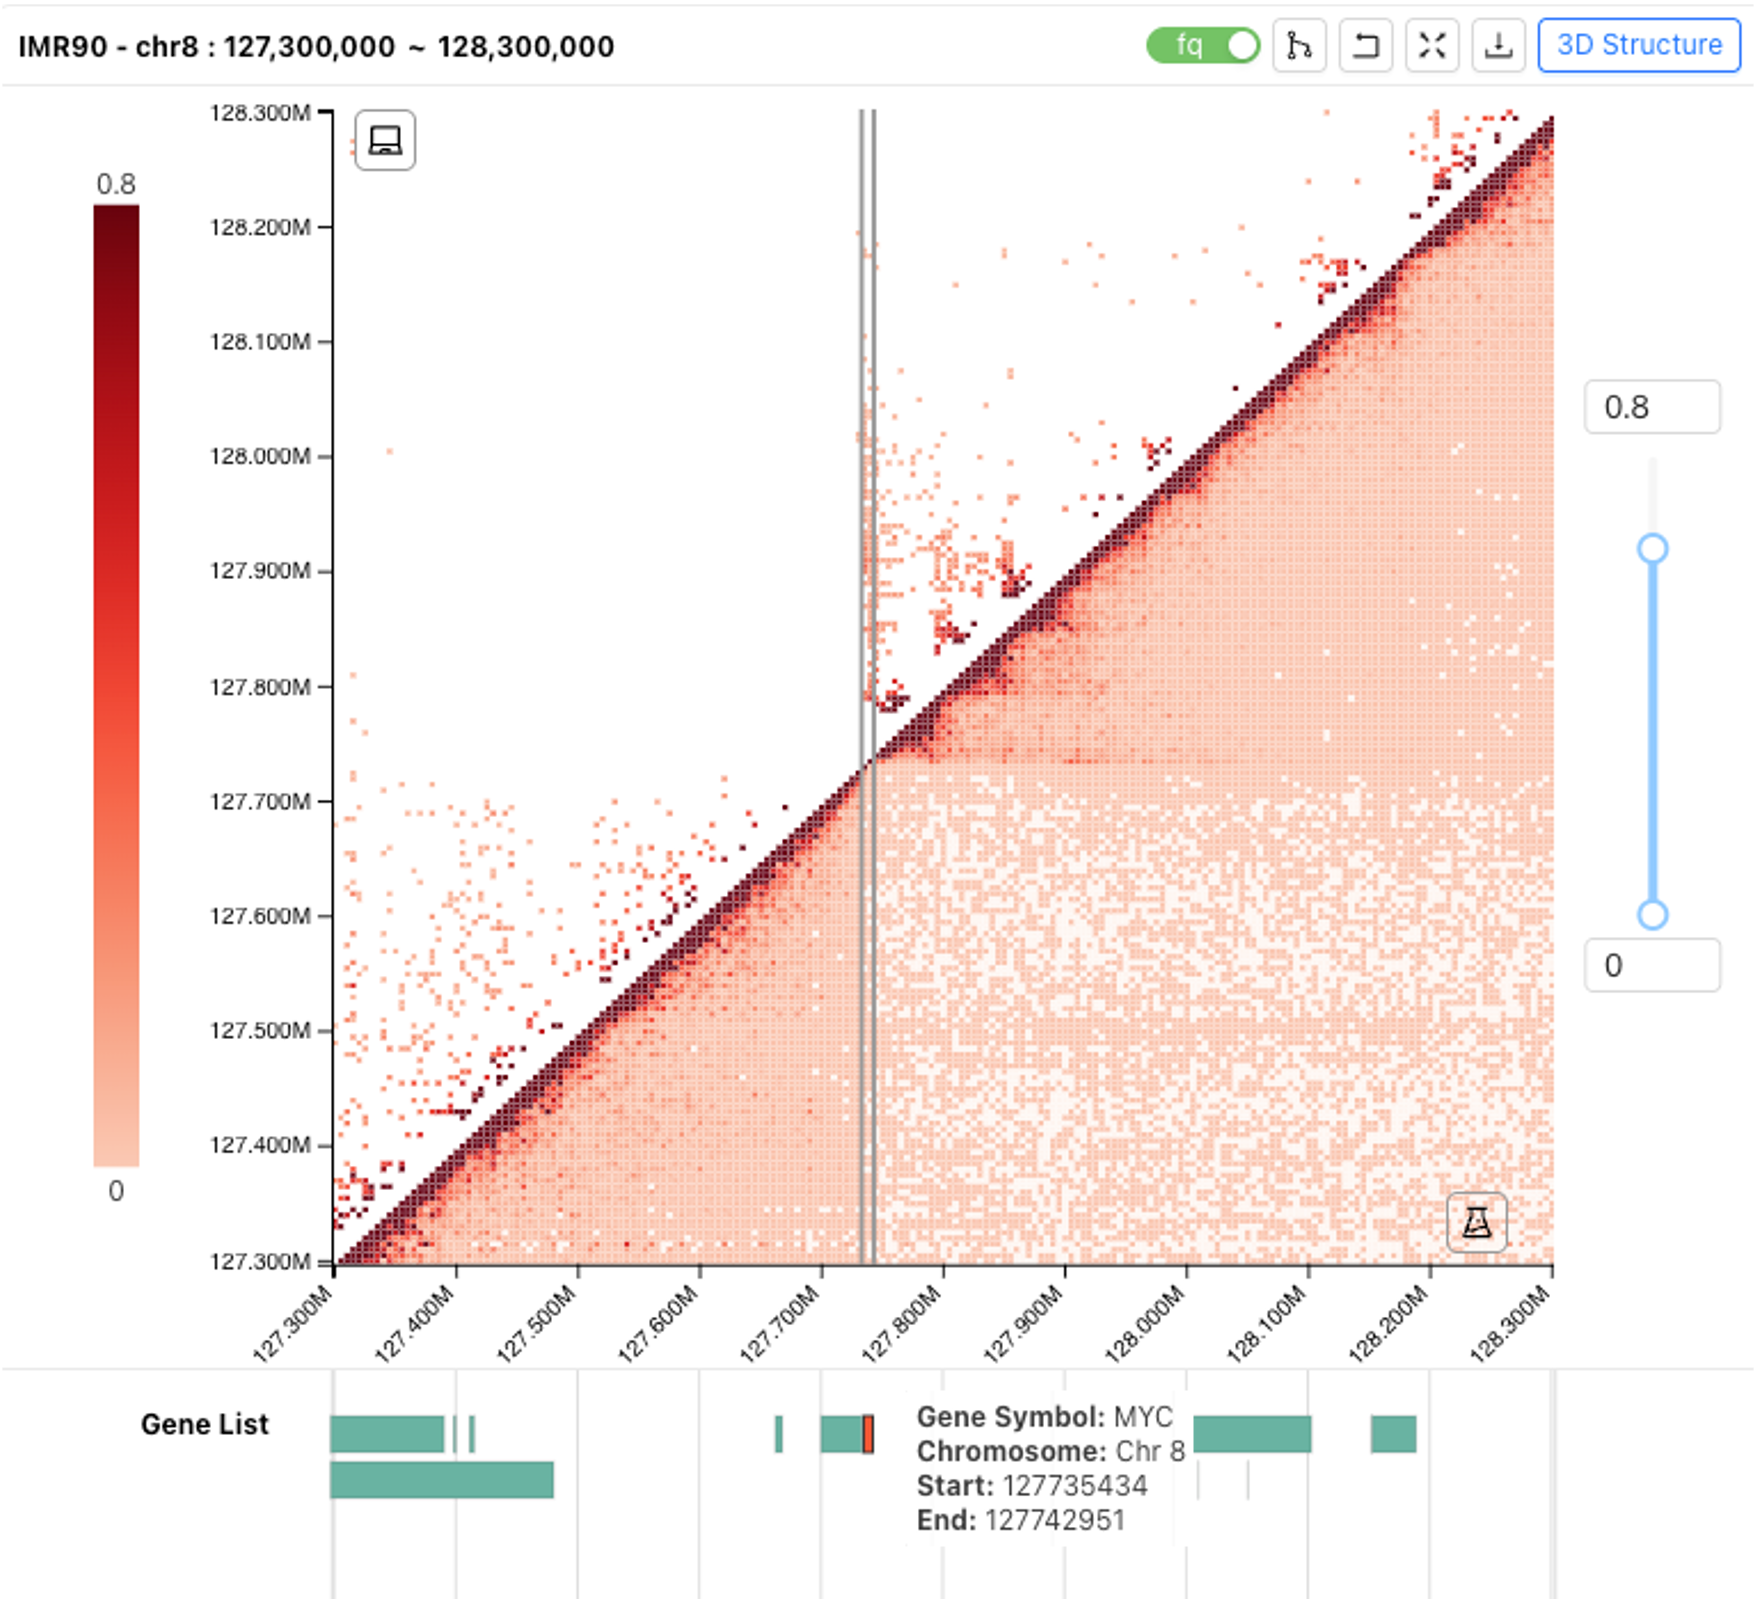 IMR90 - chr8 : 127,300,000 ~ 128,300,000
fq
3D Structure
128.300M
128.200M
128.100M
128.000M
127.900M
127.800M
127.700M
127.600M
127.500M
127.400M
127.300M
0.8
0
0.8
0
127.300M
127.400M
127.500M
127.600M
127.700M
127.800M
127.900M
128.000M
128.100M
128.200M
128.300M
Gene List
Gene Symbol: MYC
Chromosome: Chr 8
Start: 127735434
End: 127742951